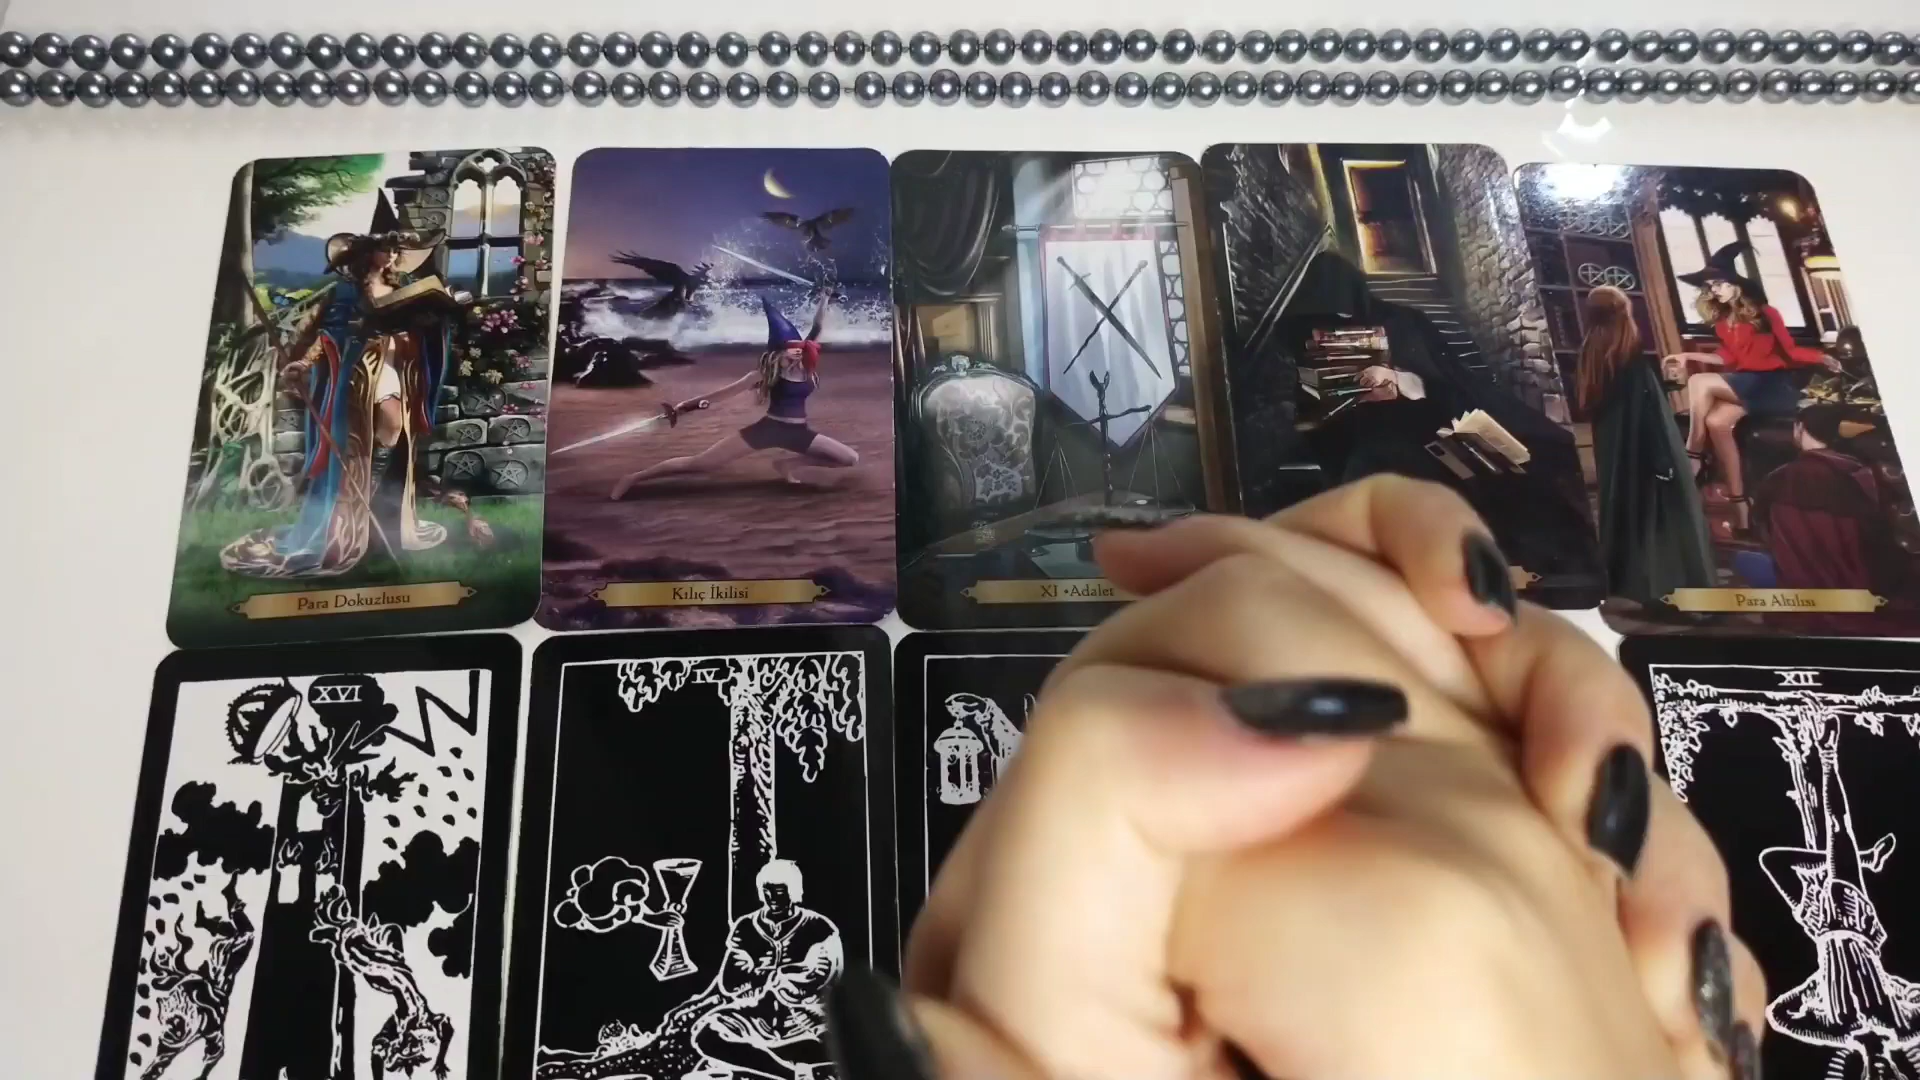 Para Dokuzlusu
Kılıç İkilisi
XI •Adalet
Para Altılısı
XVI
IV
XII